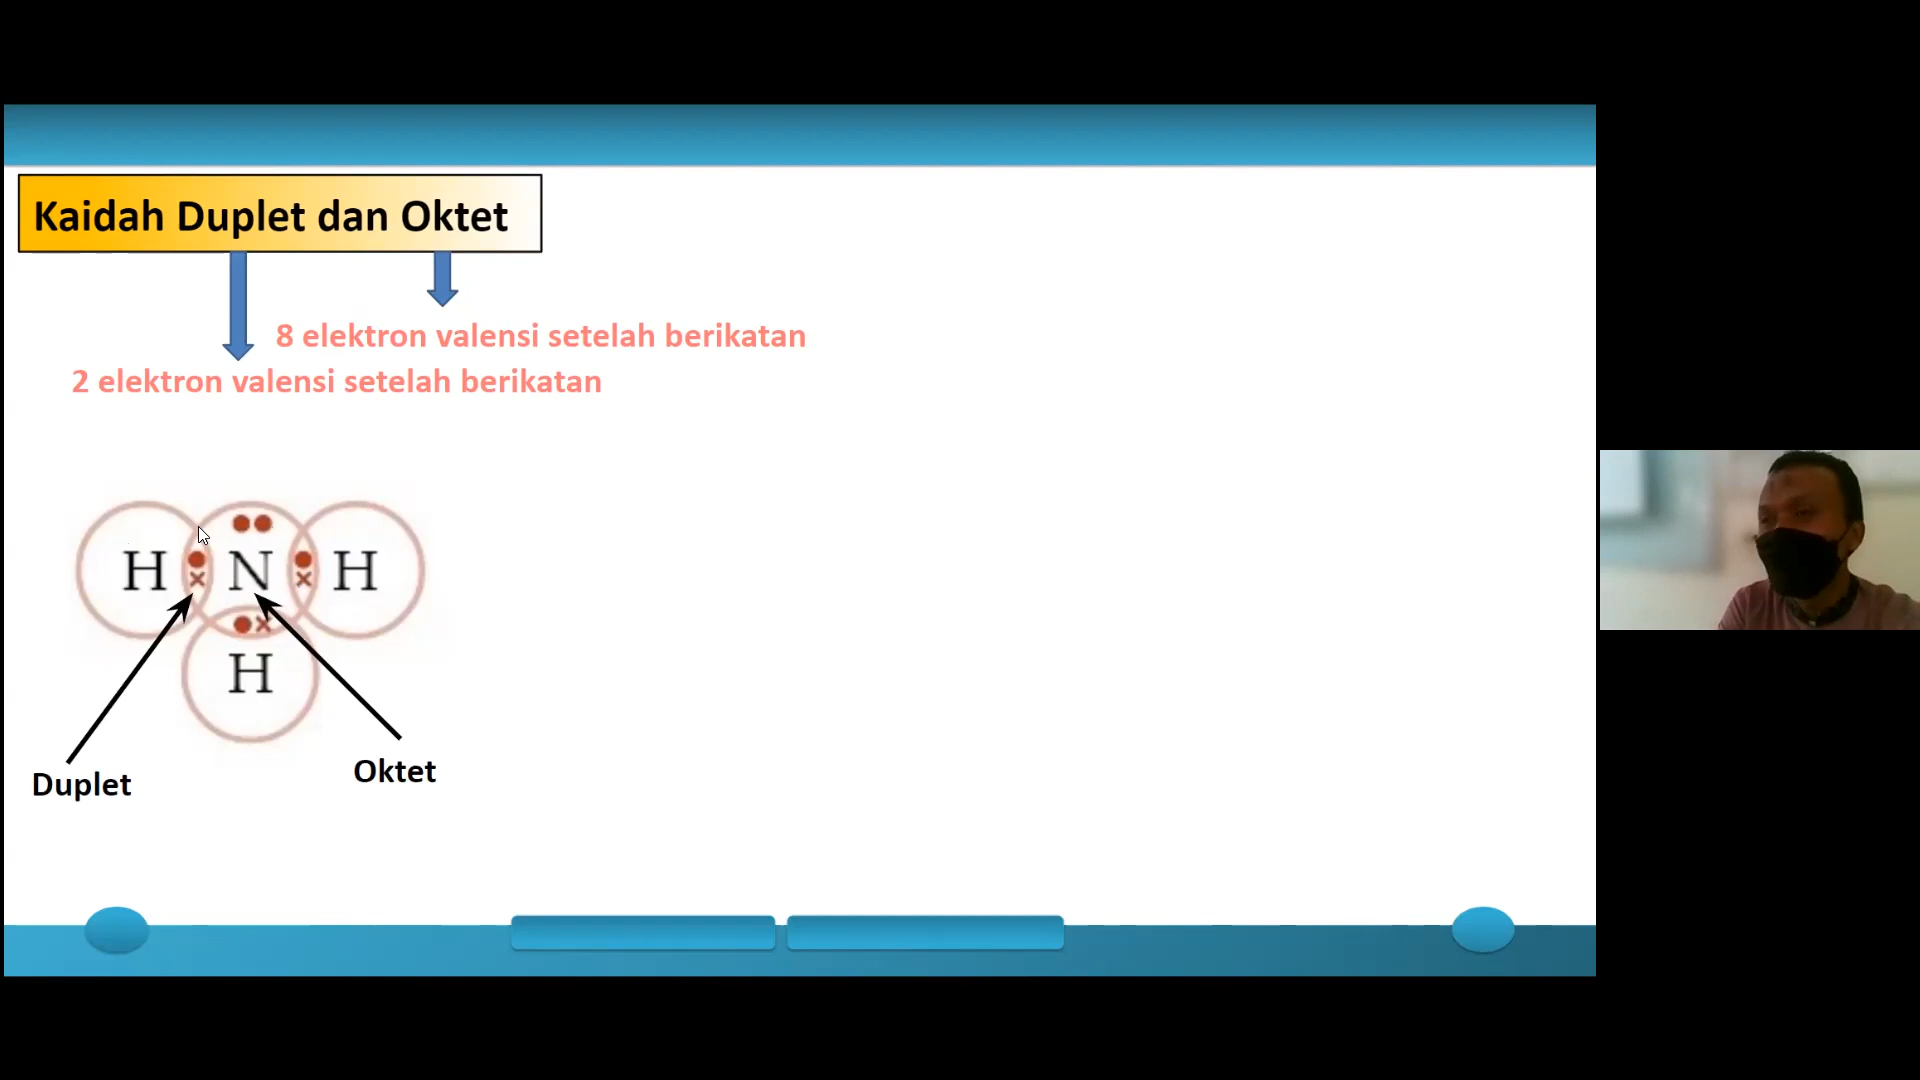 Kaidah Duplet dan Oktet
8 elektron valensi setelah berikatan
2 elektron valensi setelah berikatan
H N H
H
Duplet
Oktet